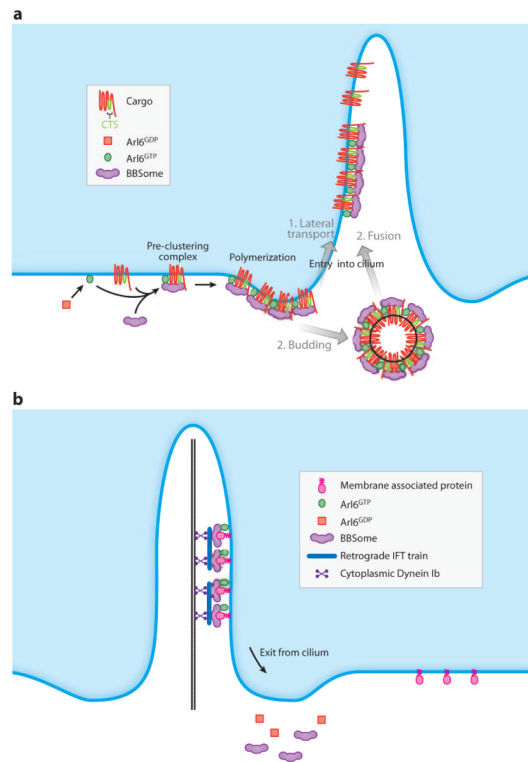 a
Cargo
CTS
Arl6GDP
Arl6GTP
BBSome
Pre-clustering
complex
Polymerization
1. Lateral
transport
2. Fusion
Entry into cilium
2. Budding
b
Membrane associated protein
Arl6GTP
Arl6GDP
BBSome
Retrograde IFT train
Cytoplasmic Dynein Ib
Exit from cilium